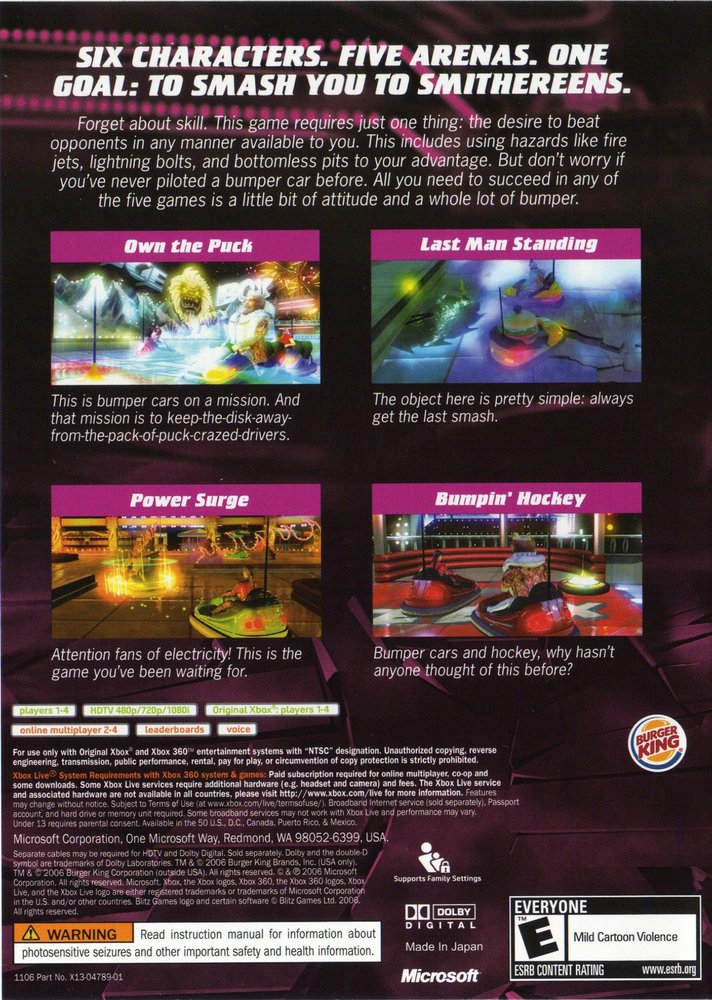 SIX CHARACTERS. FIVE ARENAS. ONE
GOAL: TO SMASH YOU TO SMITHEREENS.
Forget about skill. This game requires just one thing: the desire to beat
opponents in any manner available to you. This includes using hazards like fire
jets, lightning bolts, and bottomless pits to your advantage. But don't worry if
you've never piloted a bumper car before. All you need to succeed in any of
the five games is a little bit of attitude and a whole lot of bumper.
Own the Puck
This is bumper cars on a mission. And
that mission is to keep-the-disk-away-
from-the-pack-of-puck-crazed-drivers.
Last Man Standing
The object here is pretty simple: always
get the last smash.
Power Surge
Attention fans of electricity! This is the
game you've been waiting for.
Bumpin' Hockey
Bumper cars and hockey, why hasn't
anyone thought of this before?
players 1-4 HDTV 480p/720p/1080i Original Xbox®: players 1-4
online multiplayer 2-4 leaderboards voice
BURGER
KING®
For use only with Original Xbox® and Xbox 360™ entertainment systems with "NTSC" designation. Unauthorized copying, reverse
engineering, transmission, public performance, rental, pay for play, or circumvention of copy protection is strictly prohibited.
Xbox Live® System Requirements with Xbox 360 system & games: Paid subscription required for online multiplayer, co-op and
some downloads. Some Xbox Live services require additional hardware (e.g. headset and camera) and fees. The Xbox Live service
and associated hardware are not available in all countries, please visit http://www.xbox.com/live for more information. Features
may change without notice. Subject to Terms of Use (at www.xbox.com/live/termsofuse/). Broadband Internet service (sold separately), Passport
account, and hard drive or memory unit required. Some broadband services may not work with Xbox Live and performance may vary.
Under 13 requires parental consent. Available in the 50 U.S., D.C., Canada, Puerto Rico, & Mexico.
Microsoft Corporation, One Microsoft Way, Redmond, WA 98052-6399, USA.
Separate cables may be required for HDTV and Dolby Digital. Sold separately. Dolby and the double-D
symbol are trademarks of Dolby Laboratories. TM & © 2006 Burger King Brands, Inc. (USA only).
TM & © 2006 Burger King Corporation (outside USA). All rights reserved. © & ℗ 2006 Microsoft
Corporation. All rights reserved. Microsoft, Xbox, the Xbox logos, Xbox 360, the Xbox 360 logos, Xbox
Live, and the Xbox Live logo are either registered trademarks or trademarks of Microsoft Corporation
in the U.S. and/or other countries. Blitz Games logo and certain software © Blitz Games Ltd. 2006.
All rights reserved.
Supports Family Settings
DOLBY
DIGITAL
Made In Japan
Microsoft®
WARNING Read instruction manual for information about
photosensitive seizures and other important safety and health information.
1106 Part No. X13-04789-01
EVERYONE
E™
Mild Cartoon Violence
ESRB CONTENT RATING www.esrb.org